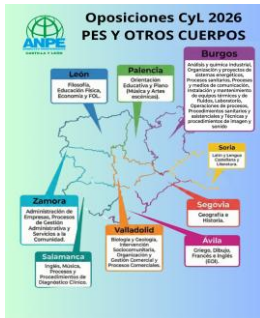 Oposiciones CyL 2026
PES Y OTROS CUERPOS
ANPE
CASTILLA Y LEÓN
León
Filosofía,
Educación Física,
Economía y FOL.
Palencia
Orientación
Educativa y Piano
(Música y Artes
escénicas).
Burgos
Análisis y química Industrial,
Organización y proyectos de
sistemas energéticos,
Procesos sanitarios, Procesos
y medios de comunicación,
Instalación y mantenimiento
de equipos térmicos y de
fluidos, Laboratorio,
Operaciones de procesos,
Procedimientos sanitarios y
asistenciales y Técnicas y
procedimientos de imagen y
sonido
Soria
Latín y Lengua
Castellana y
Literatura.
Zamora
Administración de
Empresas, Procesos
de Gestión
Administrativa y
Servicios a la
Comunidad.
Segovia
Geografía e
Historia.
Valladolid
Biología y Geología,
Intervención
Sociocomunitaria,
Organización y
Gestión Comercial y
Procesos Comerciales.
Ávila
Griego, Dibujo,
Francés e Inglés
(EOI).
Salamanca
Inglés, Música,
Procesos y
Procedimientos de
Diagnóstico Clínico.